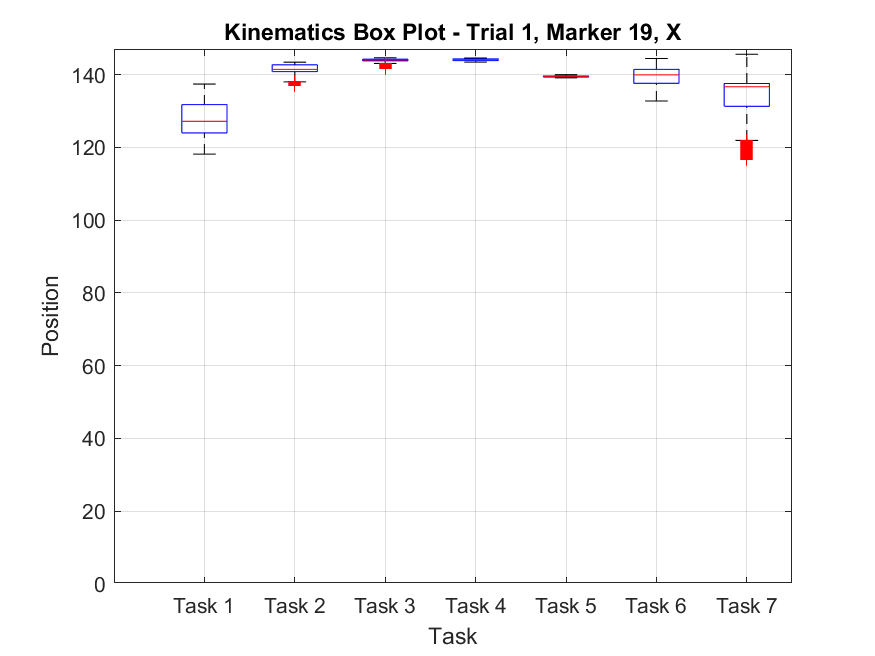 Kinematics Box Plot - Trial 1, Marker 19, X
140
120
100
80
60
40
20
0
Position
Task 1 Task 2 Task 3 Task 4 Task 5 Task 6 Task 7
Task